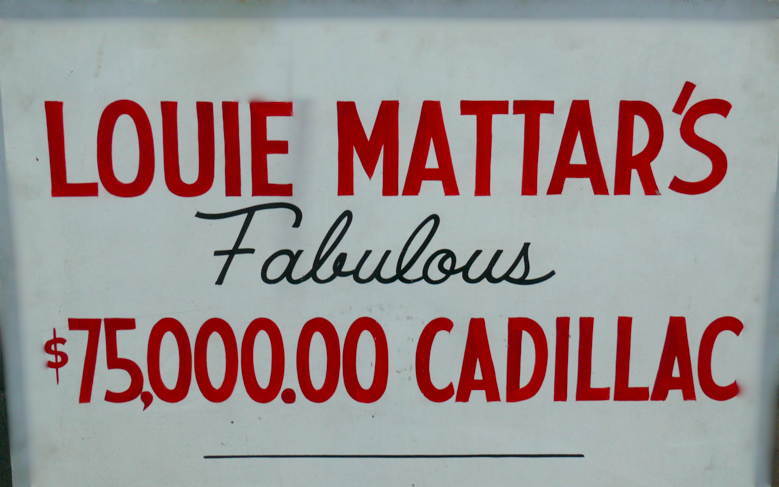 LOUIE MATTAR'S
Fabulous
$75,000.00 CADILLAC